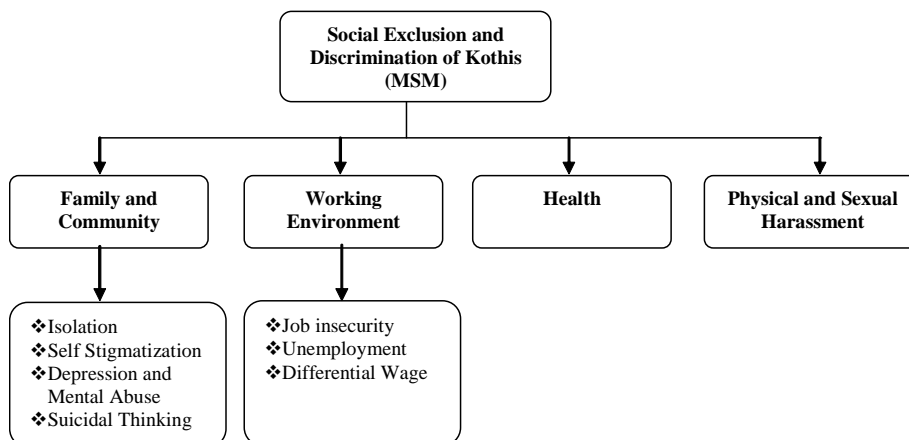 Social Exclusion and
Discrimination of Kothis
(MSM)
Family and
Community
Working
Environment
Health
Physical and Sexual
Harassment
❖Isolation
❖Self Stigmatization
❖Depression and
Mental Abuse
❖Suicidal Thinking
❖Job insecurity
❖Unemployment
❖Differential Wage